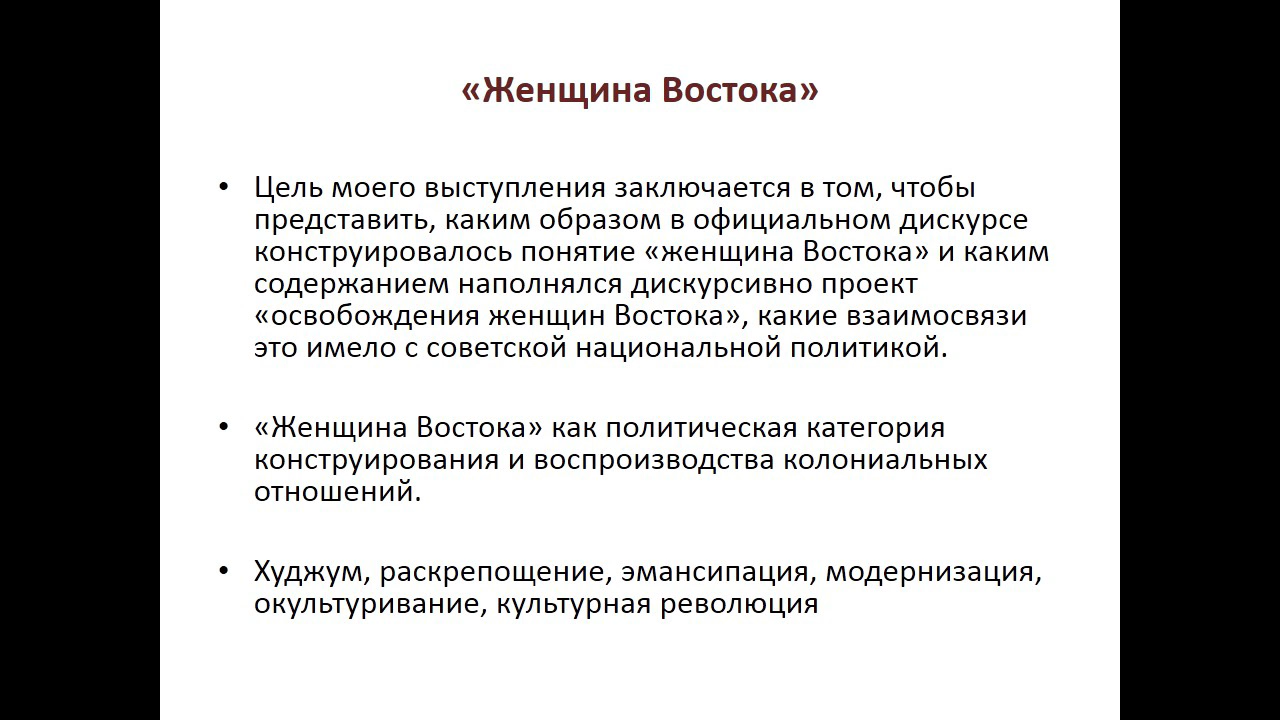 «Женщина Востока»
• Цель моего выступления заключается в том, чтобы
представить, каким образом в официальном дискурсе
конструировалось понятие «женщина Востока» и каким
содержанием наполнялся дискурсивно проект
«освобождения женщин Востока», какие взаимосвязи
это имело с советской национальной политикой.
• «Женщина Востока» как политическая категория
конструирования и воспроизводства колониальных
отношений.
• Худжум, раскрепощение, эмансипация, модернизация,
окультуривание, культурная революция